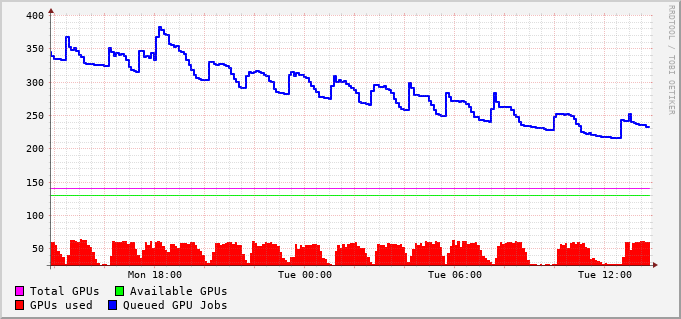 400
350
300
250
200
150
100
50
RRDTOOL / TOBI OETIKER
Mon 18:00 Tue 00:00 Tue 06:00 Tue 12:00
Total GPUs Available GPUs
GPUs used Queued GPU Jobs